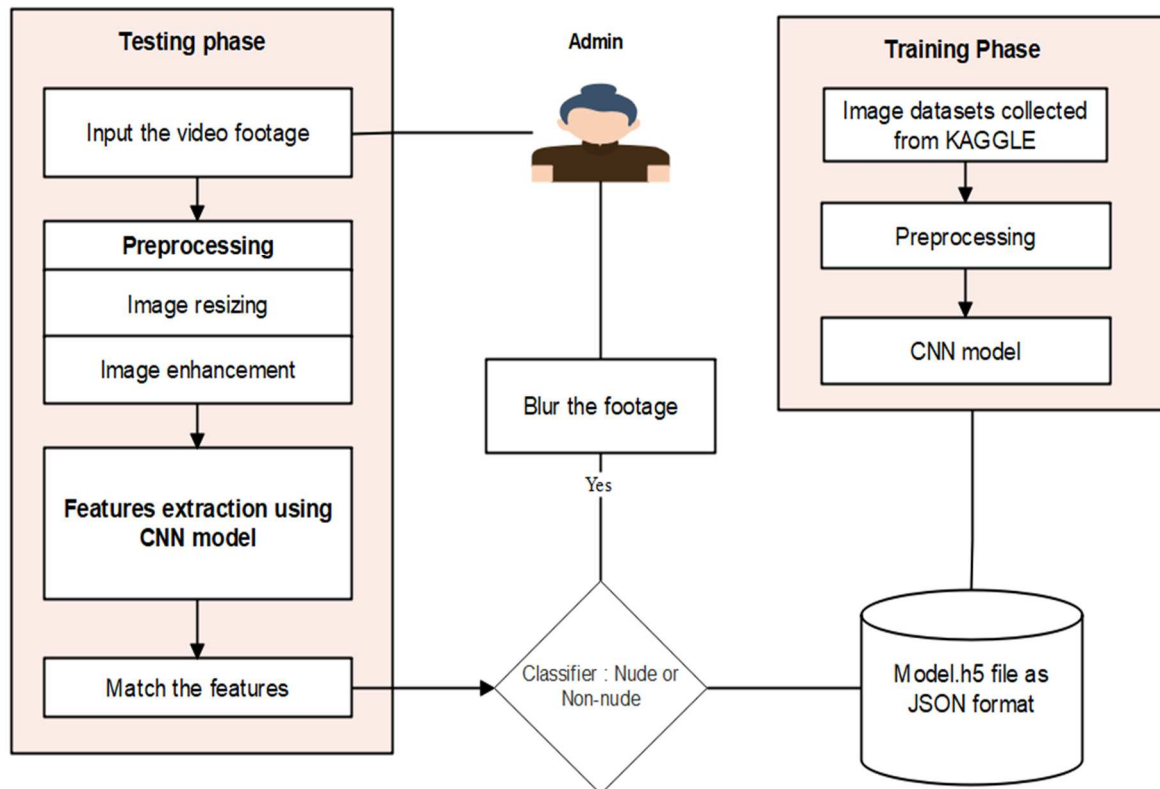 Testing phase
Input the video footage
Preprocessing
Image resizing
Image enhancement
Features extraction using
CNN model
Match the features
Admin
Blur the footage
Yes
Classifier : Nude or
Non-nude
Training Phase
Image datasets collected
from KAGGLE
Preprocessing
CNN model
Model.h5 file as
JSON format